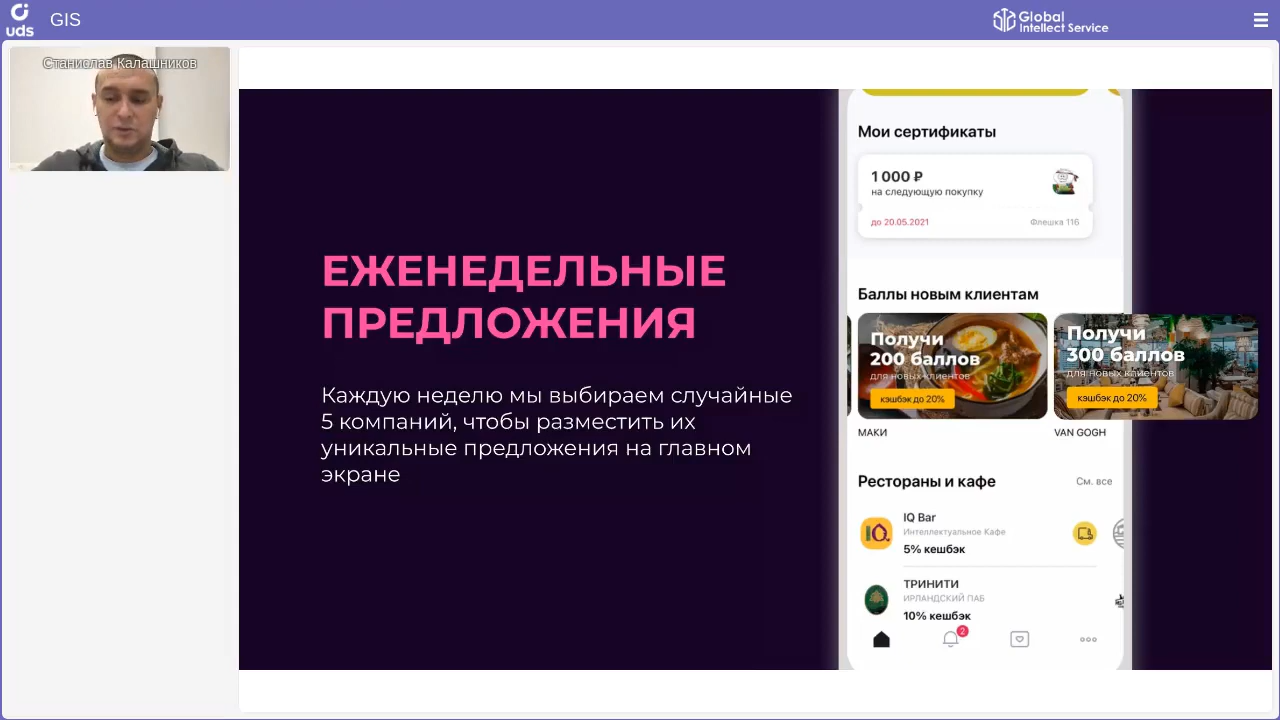 uds
GIS
Global
Intellect Service
Станислав Калашников
ЕЖЕНЕДЕЛЬНЫЕ
ПРЕДЛОЖЕНИЯ
Каждую неделю мы выбираем случайные
5 компаний, чтобы разместить их
уникальные предложения на главном
экране
Мои сертификаты
1 000 ₽
на следующую покупку
до 20.05.2021
Флешка 116
Баллы новым клиентам
Получи
200 баллов
для новых клиентов
кэшбэк до 20%
МАКИ
Получи
300 баллов
для новых клиентов
кэшбэк до 20%
VAN GOGH
Рестораны и кафе
См. все
IQ
IQ Bar
Интеллектуальное Кафе
5% кешбэк
ТРИНИТИ
ИРЛАНДСКИЙ ПАБ
10% кешбэк
2